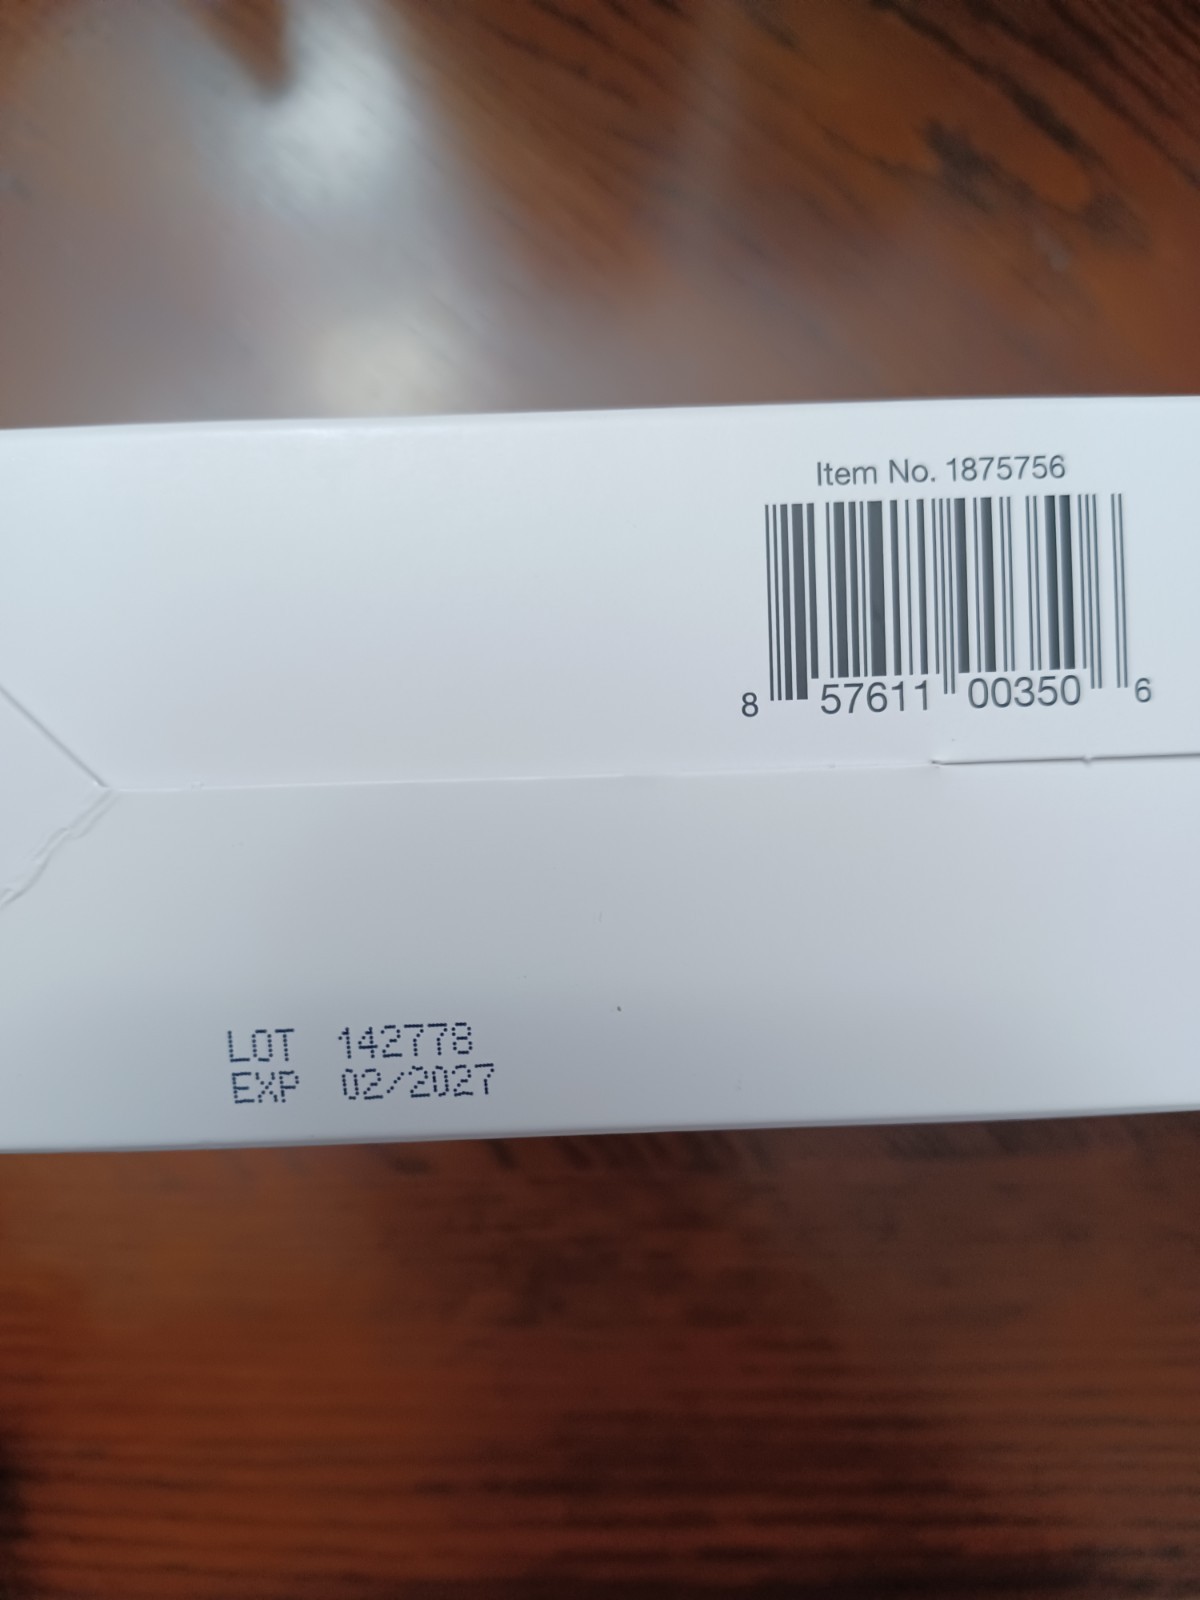 Item No. 1875756
8 57611 00350 6
LOT 142778
EXP 02/2027